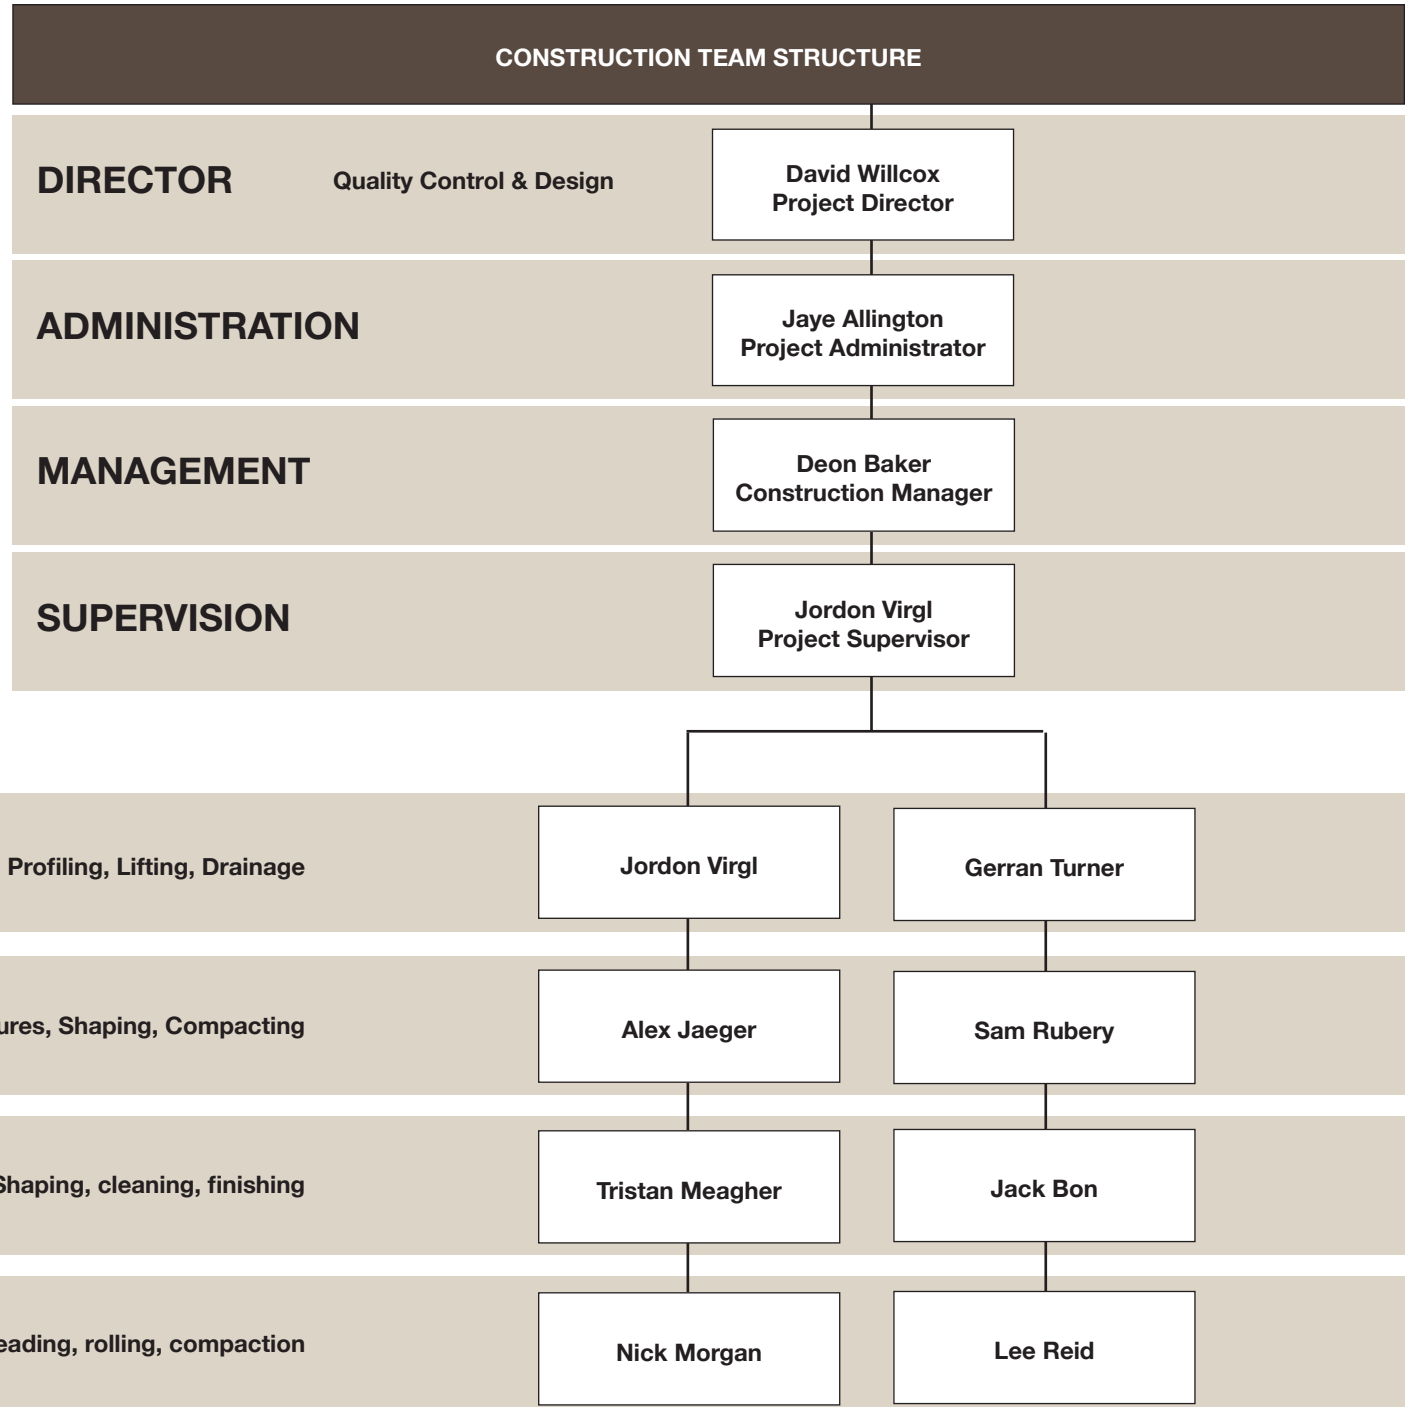 CONSTRUCTION TEAM STRUCTURE
DIRECTOR
Quality Control & Design
David Willcox
Project Director
ADMINISTRATION
Jaye Allington
Project Administrator
MANAGEMENT
Deon Baker
Construction Manager
SUPERVISION
Jordon Virgl
Project Supervisor
Profiling, Lifting, Drainage
Jordon Virgl
Gerran Turner
Shaping, Compacting
Alex Jaeger
Sam Rubery
Shaping, cleaning, finishing
Tristan Meagher
Jack Bon
rolling, compaction
Nick Morgan
Lee Reid